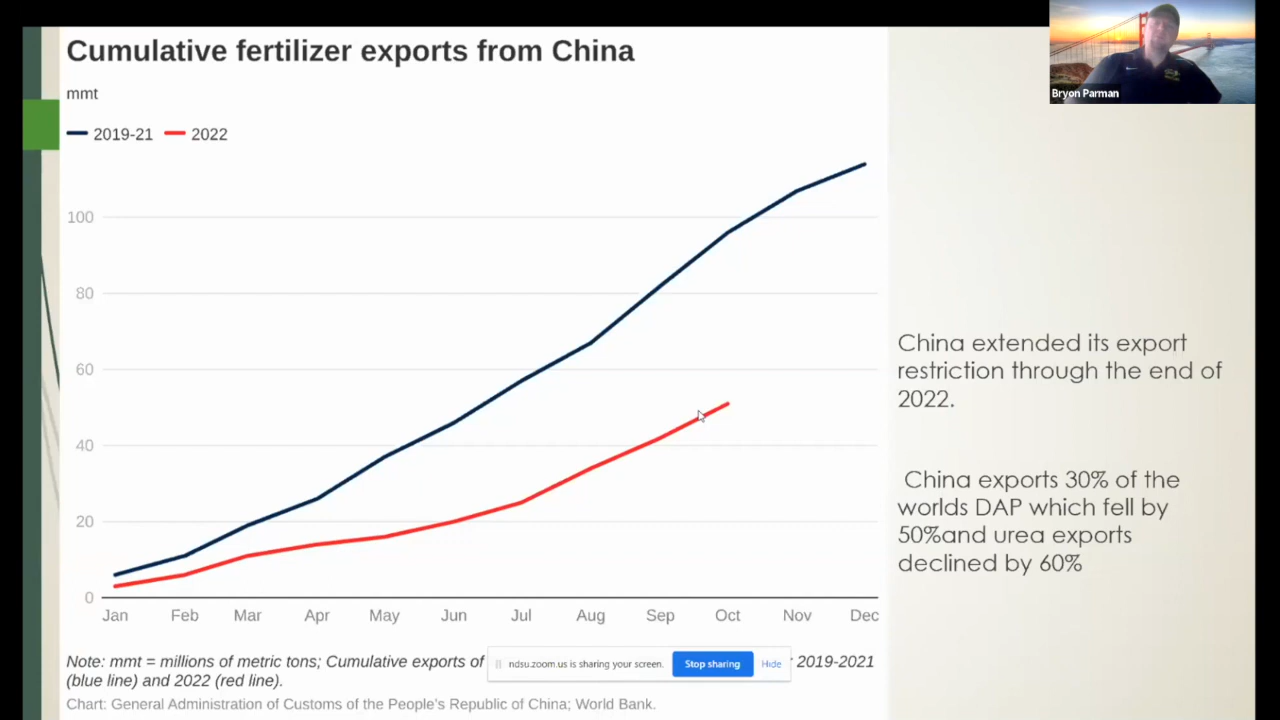 Cumulative fertilizer exports from China
mmt
2019-21 2022
100
80
60
40
20
0
Jan Feb Mar Apr May Jun Jul Aug Sep Oct Nov Dec
Note: mmt = millions of metric tons; Cumulative exports of
2019-2021
(blue line) and 2022 (red line).
Chart: General Administration of Customs of the People's Republic of China; World Bank.
ndsu.zoom.us is sharing your screen. Stop sharing Hide
Bryon Parman
China extended its export
restriction through the end of
2022.
China exports 30% of the
worlds DAP which fell by
50%and urea exports
declined by 60%